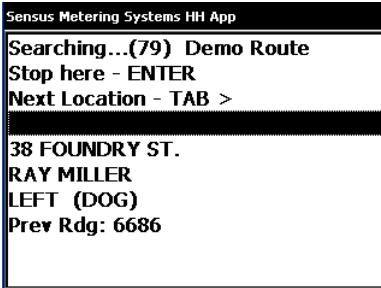 Sensus Metering Systems HH App
Searching...(79) Demo Route
Stop here - ENTER
Next Location - TAB >
38 FOUNDRY ST.
RAY MILLER
LEFT (DOG)
Prev Rdg: 6686